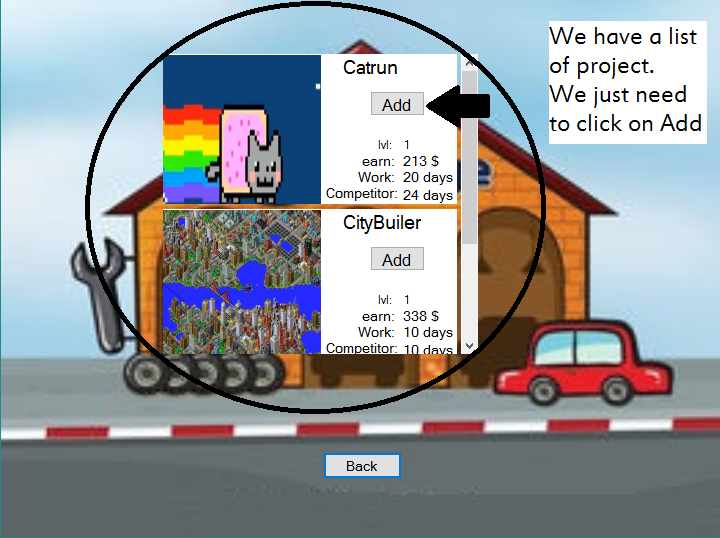 We have a list
of project.
We just need
to click on Add
Catrun
Add
lvl: 1
earn: 213 $
Work: 20 days
Competitor: 24 days
CityBuiler
Add
lvl: 1
earn: 338 $
Work: 10 days
Competitor: 10 days
Back